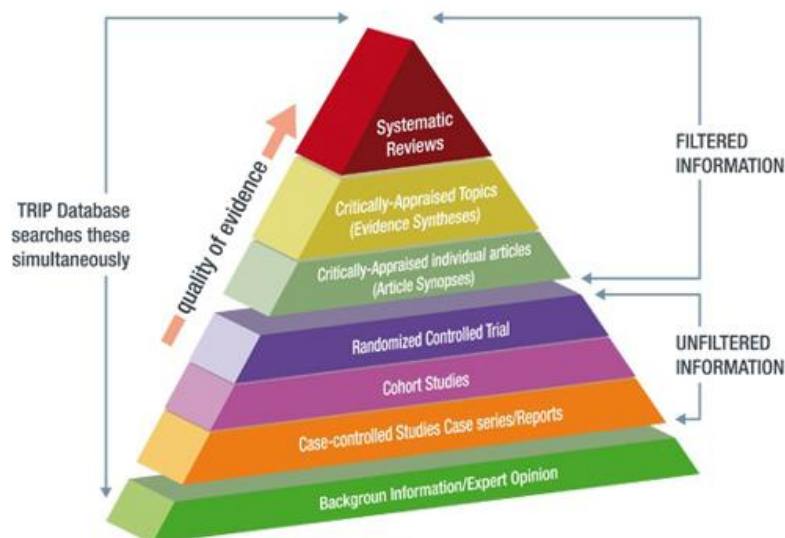 Systematic
Reviews
Critically-Appraised Topics
(Evidence Syntheses)
Critically-Appraised individual articles
(Article Synopses)
Randomized Controlled Trial
Cohort Studies
Case-controlled Studies Case series/Reports
Backgroun Information/Expert Opinion
TRIP Database
searches these
simultaneously
quality of evidence
FILTERED
INFORMATION
UNFILTERED
INFORMATION